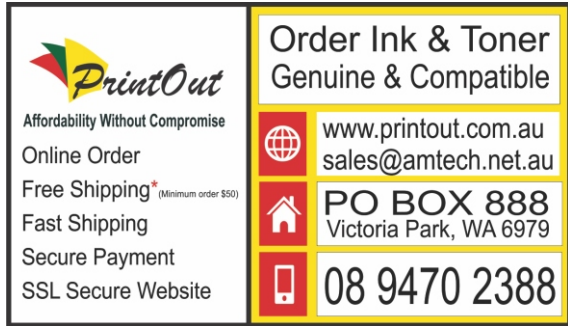 PrintOut
Affordability Without Compromise
Online Order
Free Shipping* (Minimum order $50)
Fast Shipping
Secure Payment
SSL Secure Website
Order Ink & Toner
Genuine & Compatible
www.printout.com.au
sales@amtech.net.au
PO BOX 888
Victoria Park, WA 6979
08 9470 2388